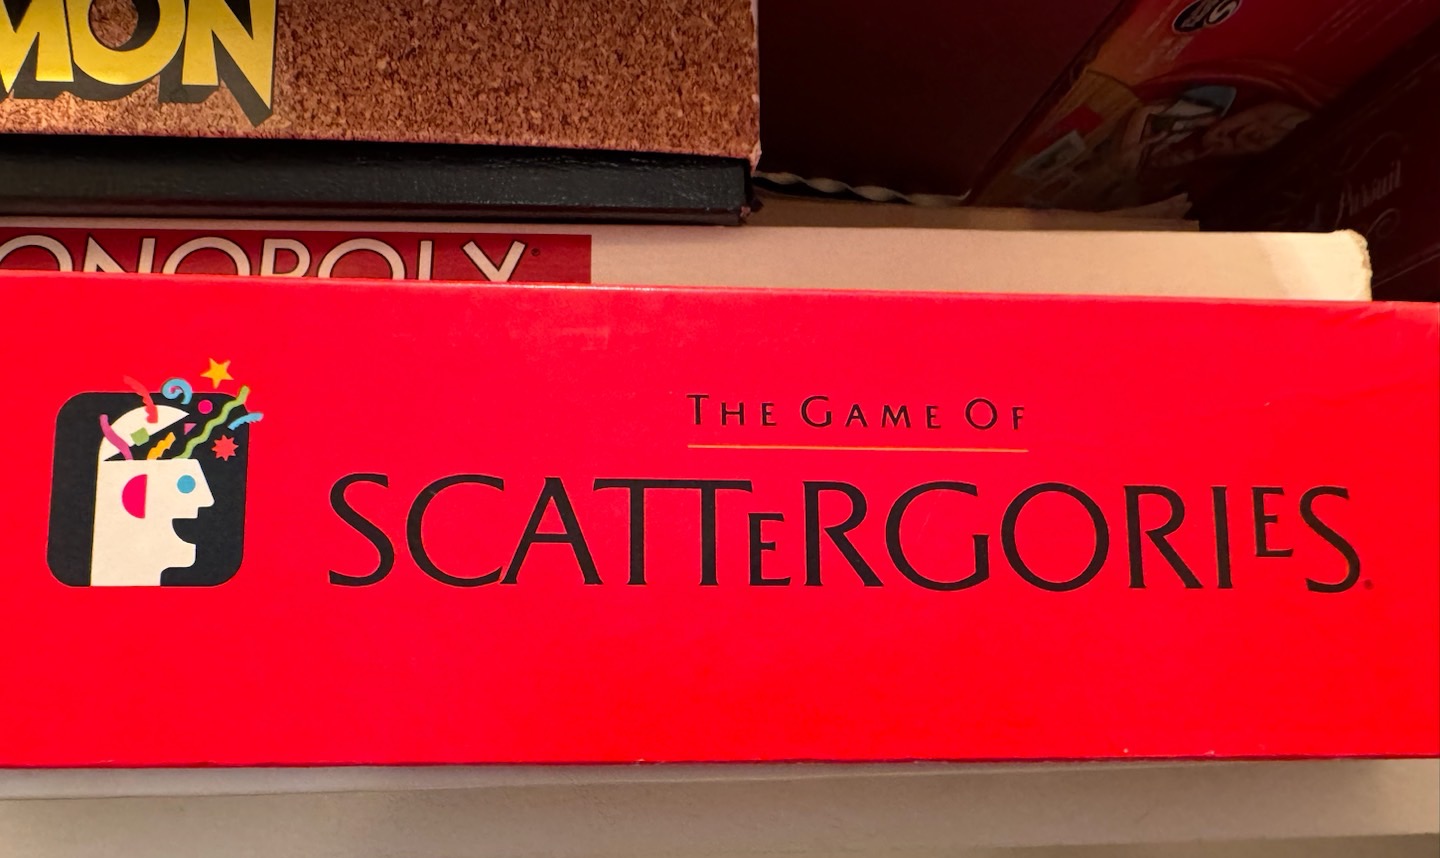 MON
ONOPOLY
THE GAME OF
SCATTERGORIES